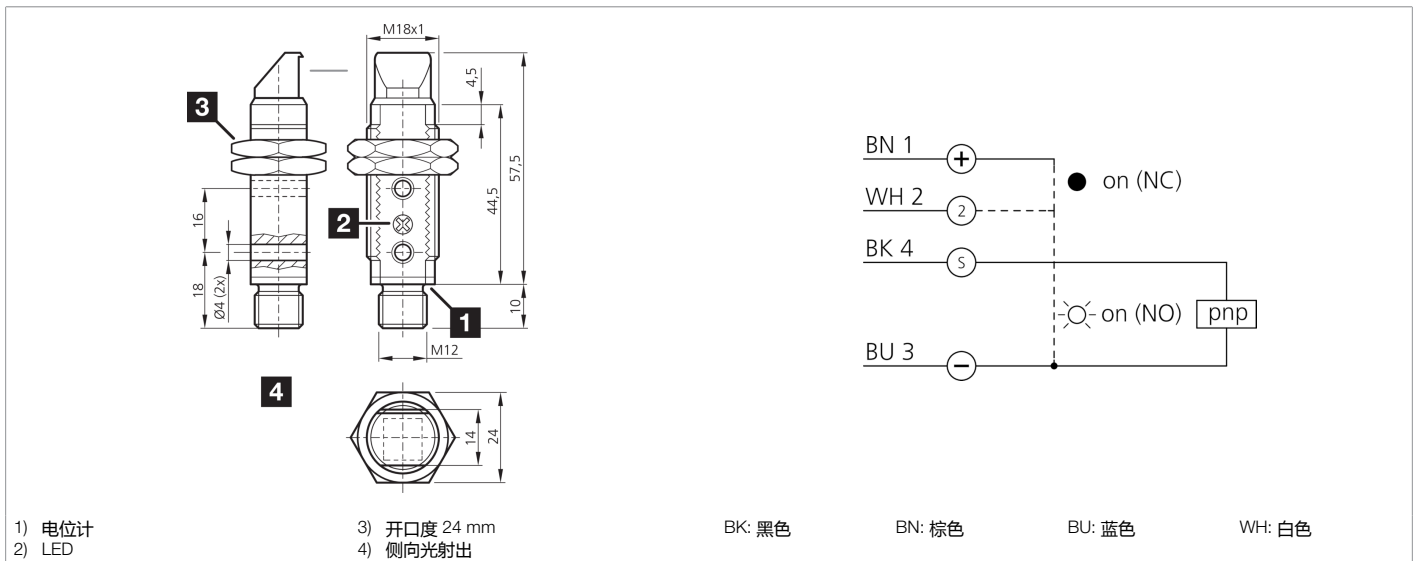 M18x1
4,5
57,5
44,5
3
2
16
18
Ø4 (2x)
10
1
M12
4
14
24
BN 1
+
on (NC)
WH 2
2
BK 4
S
on (NO)
pnp
BU 3
−
1) 电位计
2) LED
3) 开口度 24 mm
4) 侧向光射出
BK: 黑色
BN: 棕色
BU: 蓝色
WH: 白色